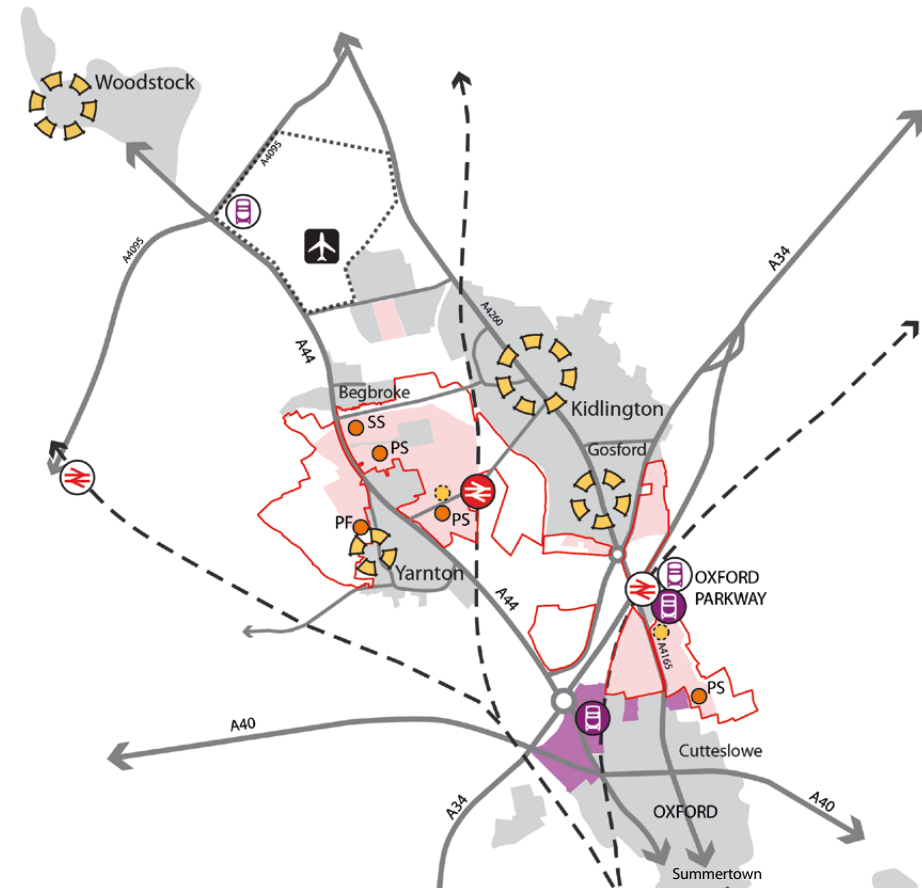 Woodstock
A4095
A4095
A34
A4260
A44
Begbroke
Kidlington
SS
Gosford
PS
PF
PS
Yarnton
OXFORD
PARKWAY
A44
A4165
PS
A40
Cutteslowe
A34
OXFORD
A40
Summertown